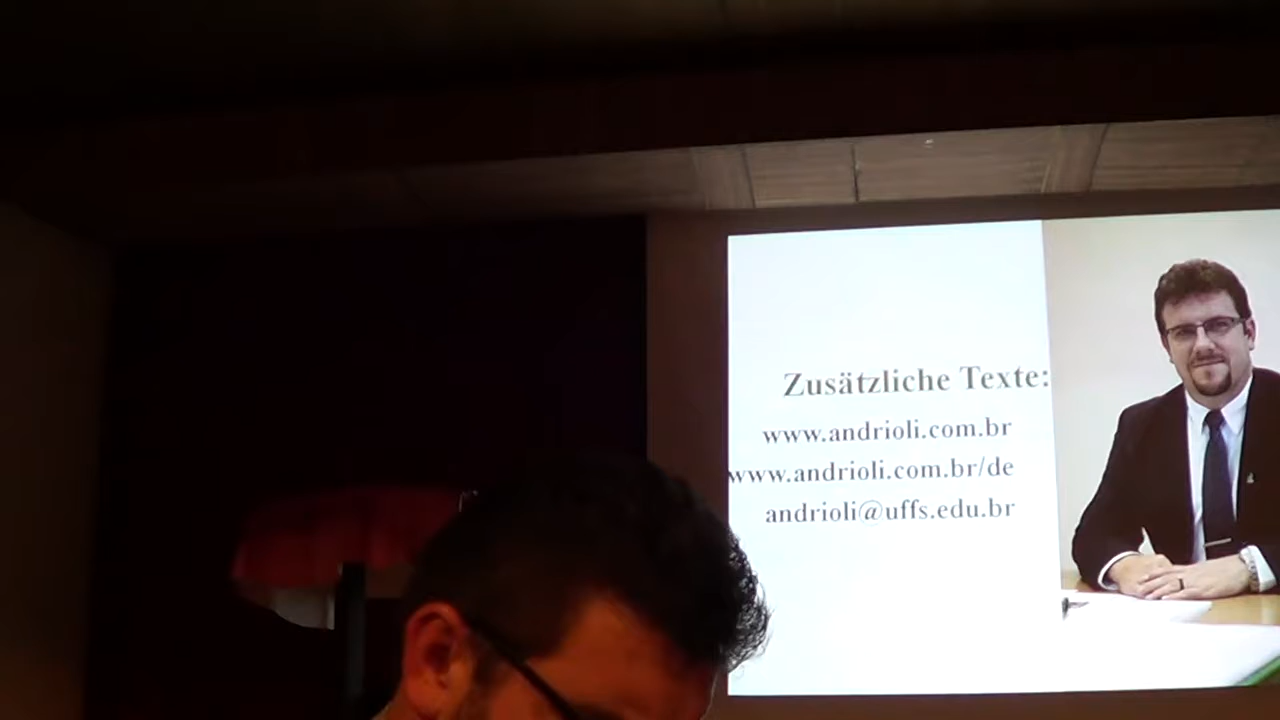 Zusätzliche Texte:
www.andrioli.com.br
www.andrioli.com.br/de
andrioli@uffs.edu.br